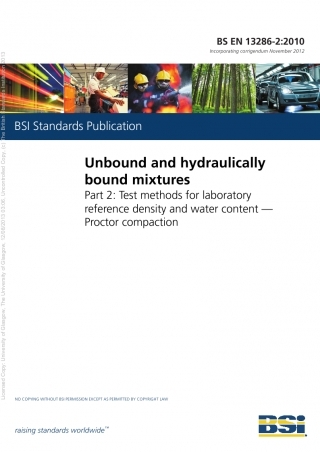 BS EN 13286-2:2010
Incorporating corrigendum November 2012
BSI Standards Publication
Unbound and hydraulically
bound mixtures
Part 2: Test methods for laboratory
reference density and water content —
Proctor compaction
NO COPYING WITHOUT BSI PERMISSION EXCEPT AS PERMITTED BY COPYRIGHT LAW
raising standards worldwide™
BSi